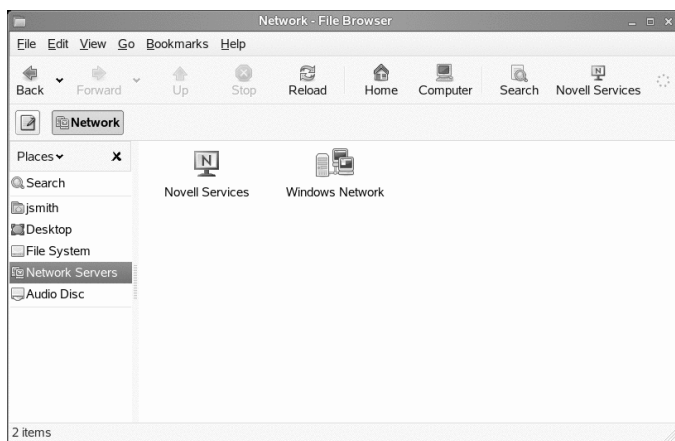 Network - File Browser
File Edit View Go Bookmarks Help
Back Forward Up Stop Reload Home Computer Search Novell Services
Network
Places
Search
jsmith
Desktop
File System
Network Servers
Audio Disc
N
Novell Services
Windows Network
2 items